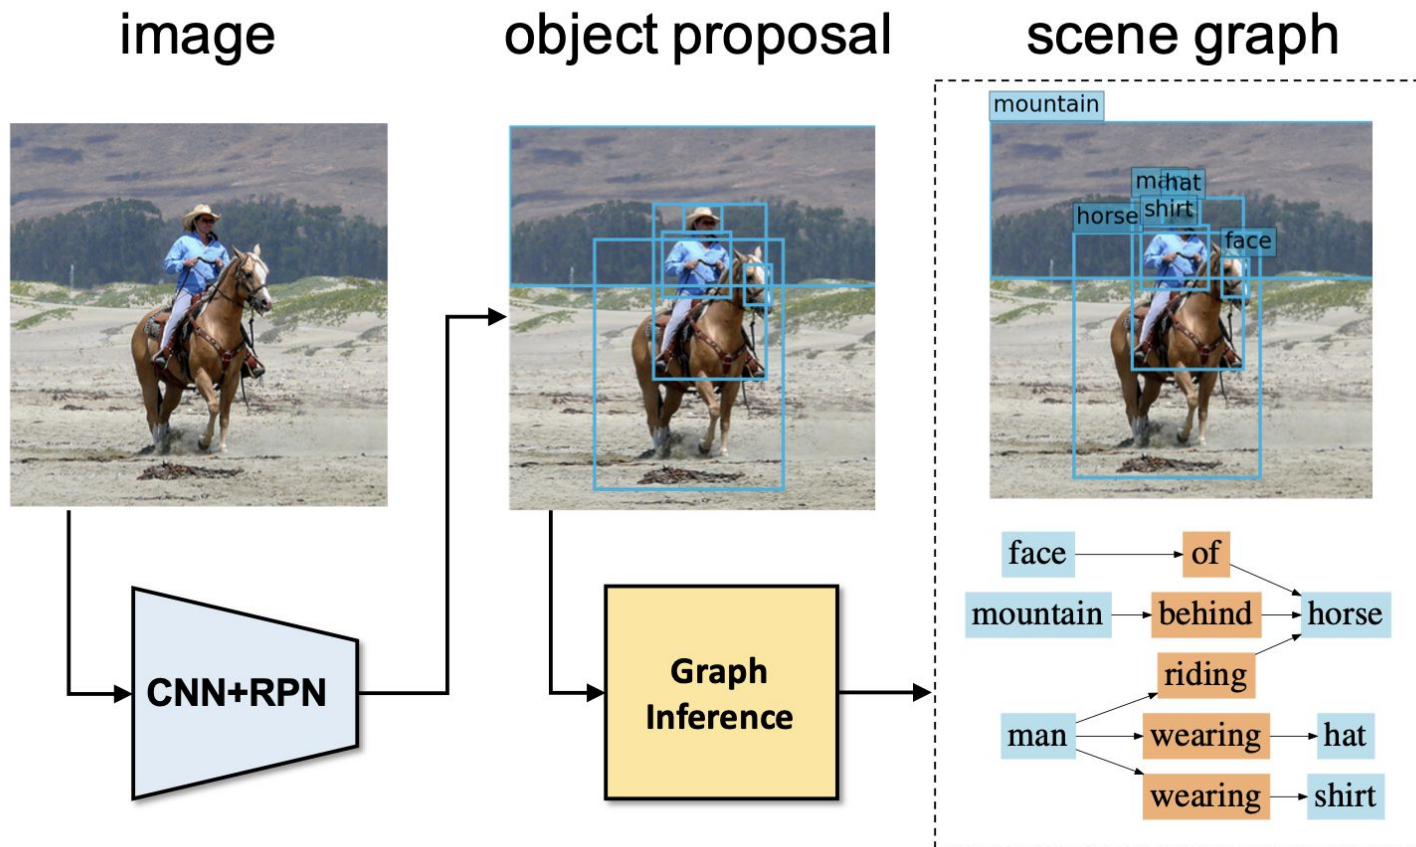 image
object proposal
scene graph
mountain
man
hat
shirt
horse
face
CNN+RPN
Graph
Inference
face of
mountain behind horse
riding
man wearing hat
wearing shirt